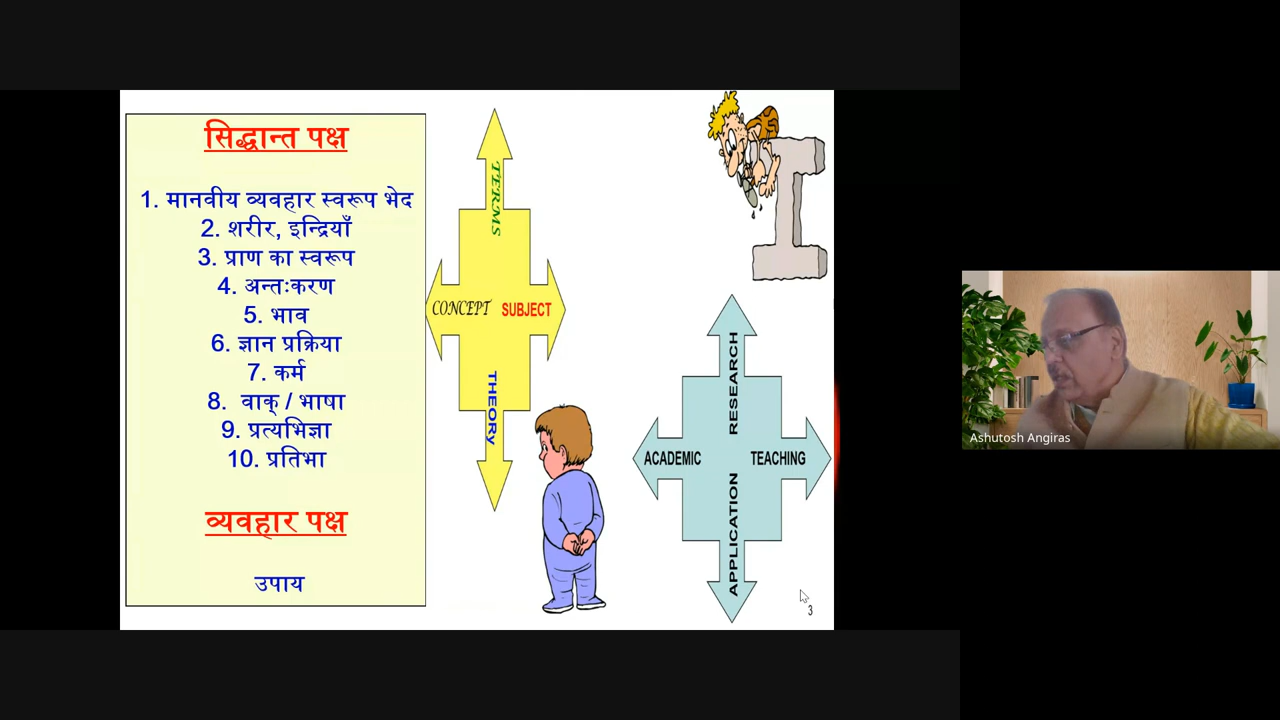 सिद्धान्त पक्ष
1. मानवीय व्यवहार स्वरूप भेद
2. शरीर, इन्द्रियाँ
3. प्राण का स्वरूप
4. अन्तःकरण
5. भाव
6. ज्ञान प्रक्रिया
7. कर्म
8. वाक् / भाषा
9. प्रत्यभिज्ञा
10. प्रतिभा
व्यवहार पक्ष
उपाय
TERMS
CONCEPT SUBJECT
THEORY
RESEARCH
ACADEMIC TEACHING
APPLICATION
3
Ashutosh Angiras